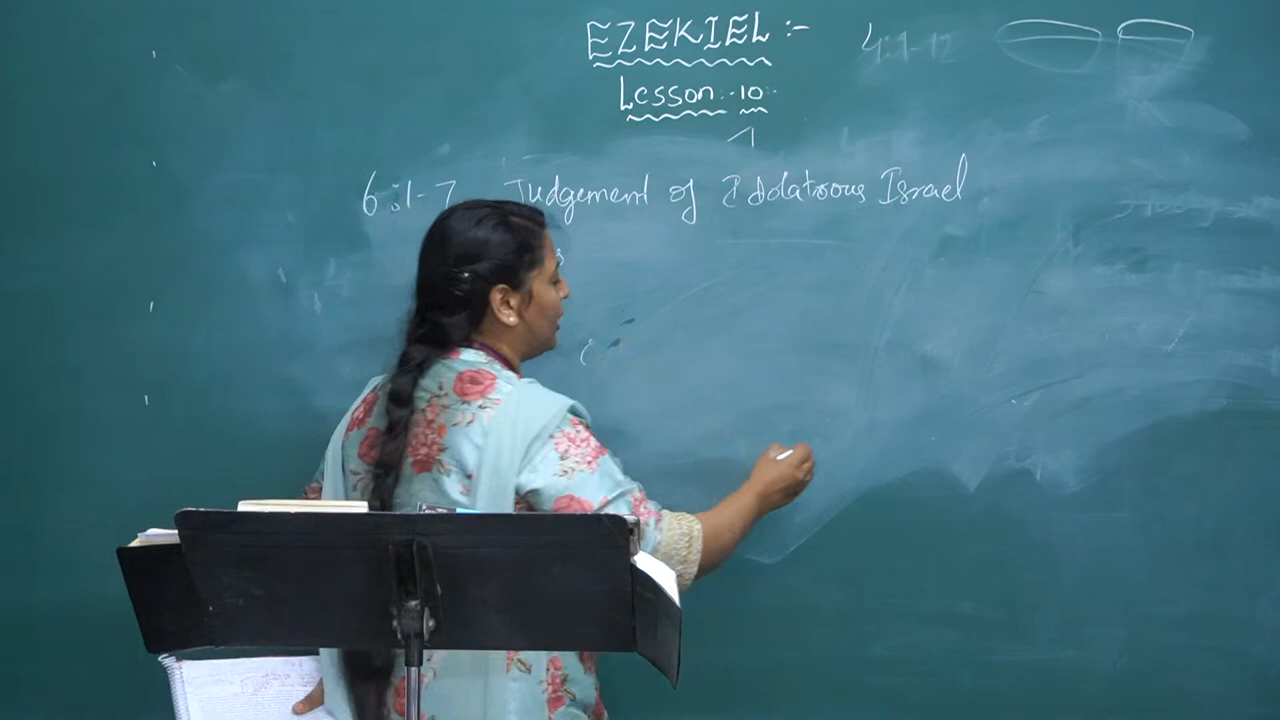 EZEKIEL :-
4:1-12
Lesson :- 10
6:1-7 Judgement of Idolatrous Israel